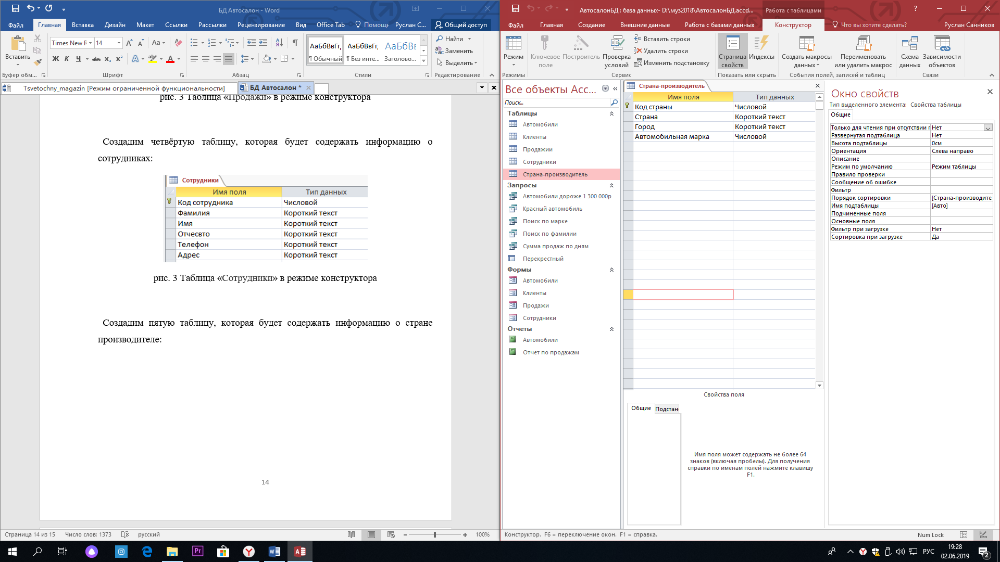 БД Автосалон - Word
Файл Главная Вставка Дизайн Макет Ссылки Рассылки Рецензирование Вид Office Tab Помощн Руслан С... Общий доступ
Вставить
Times New R 14
Aa
Ж К Ч abc x₂ x² А А
АаБбВвГг, АаБбВвГг, АаБбВв
¶ Обычный ¶ Без инте... Заголово...
Найти
Заменить
Выделить
Буфер обм... Шрифт Абзац Стили Редактирование
Tsvetochny_magazin [Режим ограниченной функциональности] БД Автосалон *
рис. 3 Таблица «Продажи» в режиме конструктора
Создадим четвёртую таблицу, которая будет содержать информацию о
сотрудниках:
Сотрудники
Имя поля Тип данных
Код сотрудника Числовой
Фамилия Короткий текст
Имя Короткий текст
Отчесвто Короткий текст
Телефон Короткий текст
Адрес Короткий текст
рис. 3 Таблица «Сотрудники» в режиме конструктора
Создадим пятую таблицу, которая будет содержать информацию о стране
производителе:
14
Страница 14 из 15 Число слов: 1373 русский 100%
АвтосалонБД : база данных- D:\муз2018\АвтосалонБД.accd... Работа с таблицами ?
Файл Главная Создание Внешние данные Работа с базами данных Конструктор Что вы хотите сделать? Руслан Санников
Режим
Ключевое поле
Построитель
Проверка условий
Вставить строки
Удалить строки
Изменить подстановку
Страница свойств
Индексы
Создать макросы данных
Переименовать или удалить макрос
Схема данных
Зависимости объектов
Режимы Сервис Показать или скрыть События полей, записей и таблиц Связи
Все объекты Acc...
Поиск...
Таблицы
Автомобили
Клиенты
Продажии
Сотрудники
Страна-производитель
Запросы
Автомобили дороже 1 300 000р
Красный автомобиль
Поиск по марке
Поиск по фамилии
Сумма продаж по дням
Перекрестный
Формы
Автомобили
Клиенты
Продажи
Сотрудники
Отчеты
Автомобили
Отчет по продажам
Страна-производитель
Имя поля Тип данных
Код страны Числовой
Страна Короткий текст
Город Короткий текст
Автомобильная марка Числовой
Свойства поля
Общие Подстано
Имя поля может содержать не более 64
знаков (включая пробелы). Для получения
справки по именам полей нажмите клавишу
F1.
Окно свойств
Тип выделенного элемента: Свойства таблицы
Общие
Только для чтения при отсутствии п Нет
Развернутая подтаблица Нет
Высота подтаблицы 0см
Ориентация Слева направо
Описание
Режим по умолчанию Режим таблицы
Правило проверки
Сообщение об ошибке
Фильтр
Порядок сортировки [Страна-производите.
Имя подтаблицы [Авто]
Подчиненные поля
Основные поля
Фильтр при загрузке Нет
Сортировка при загрузке Да
Конструктор. F6 = переключение окон. F1 = справка. Num Lock
Pr РУС 19:28
02.06.2019 2